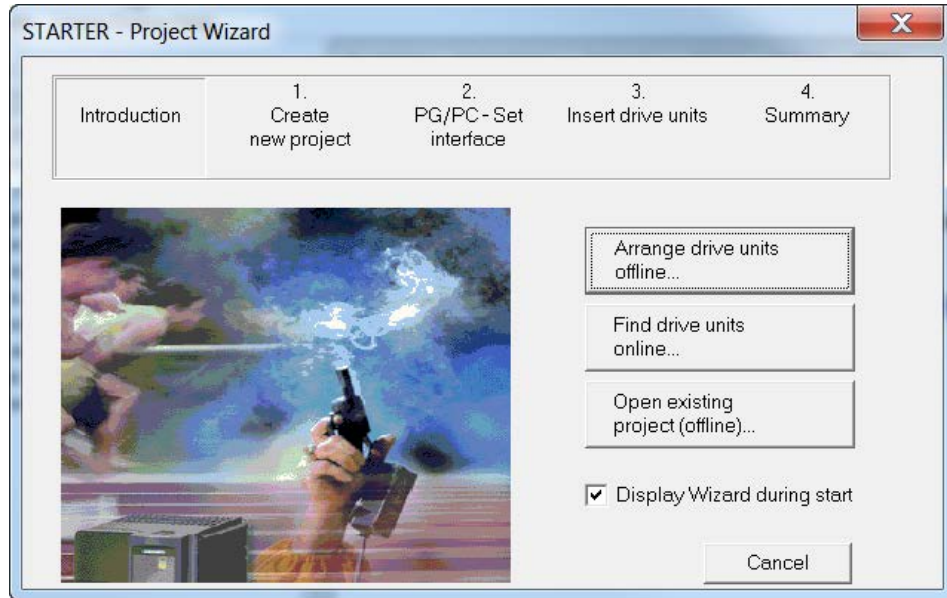 STARTER - Project Wizard
X
Introduction
1.
Create
new project
2.
PG/PC - Set
interface
3.
Insert drive units
4.
Summary
Arrange drive units
offline...
Find drive units
online...
Open existing
project (offline)...
Display Wizard during start
Cancel